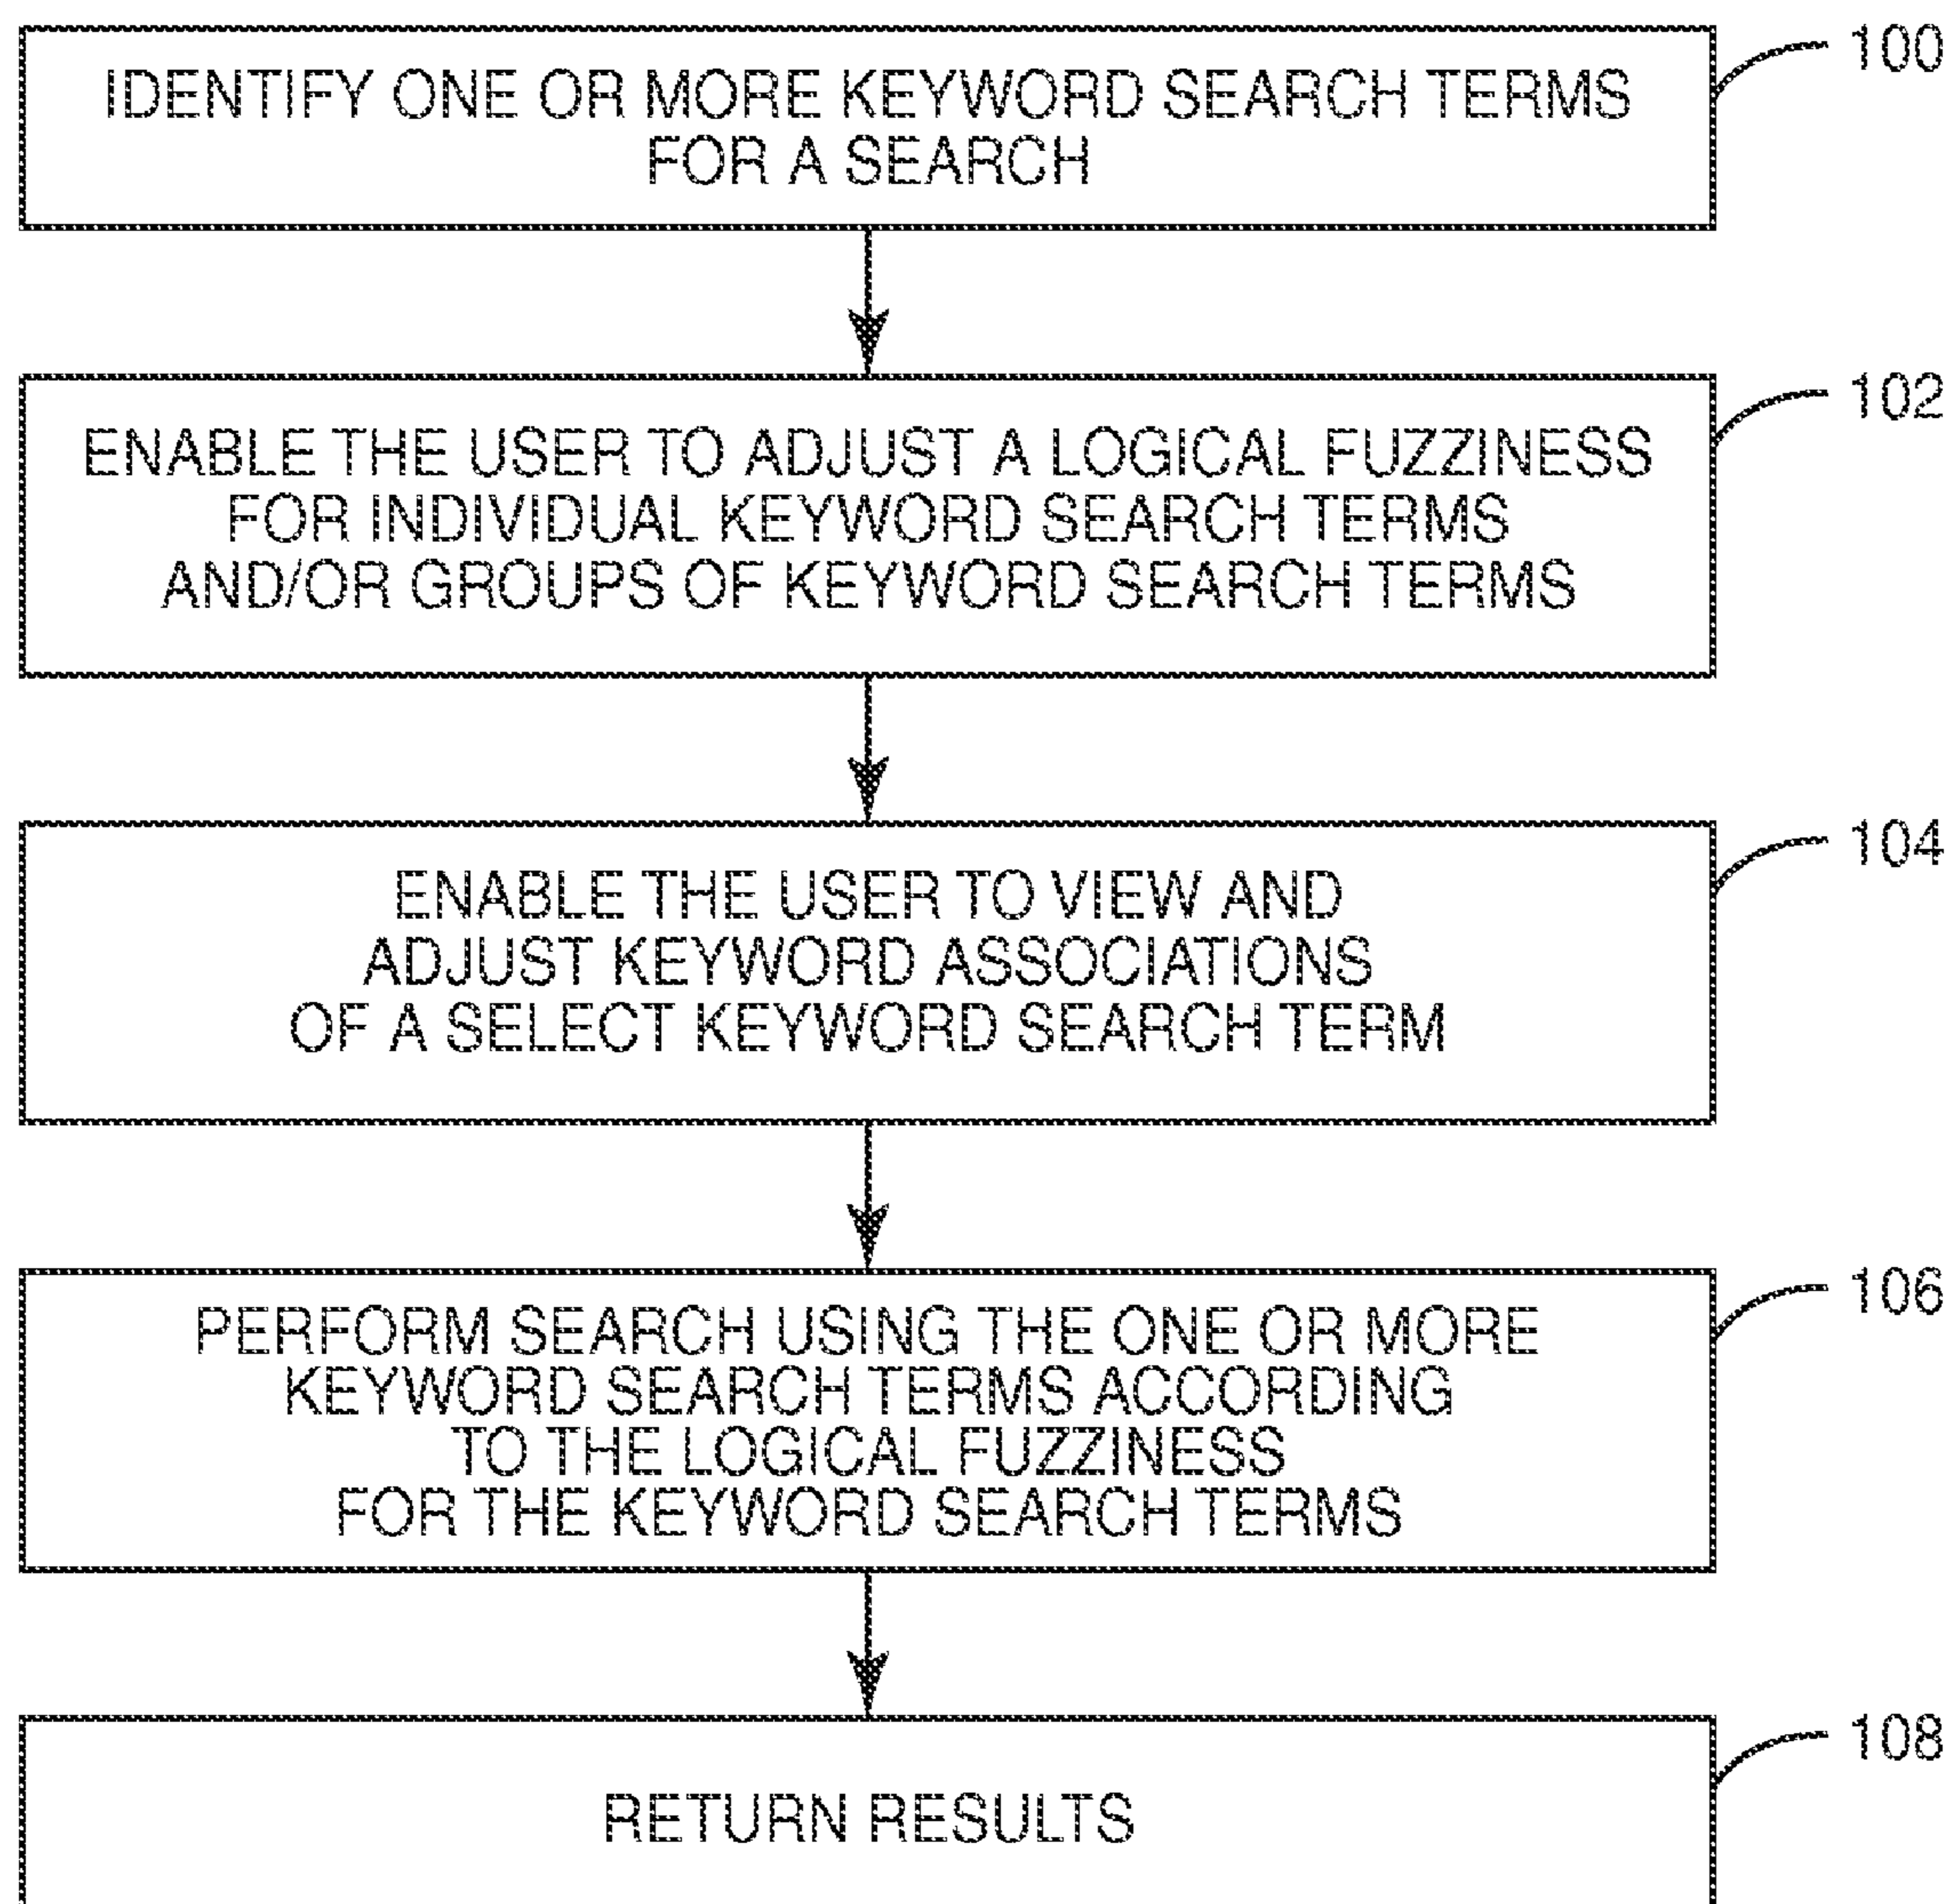 100
IDENTIFY ONE OR MORE KEYWORD SEARCH TERMS
FOR A SEARCH
102
ENABLE THE USER TO ADJUST A LOGICAL FUZZINESS
FOR INDIVIDUAL KEYWORD SEARCH TERMS
AND/OR GROUPS OF KEYWORD SEARCH TERMS
104
ENABLE THE USER TO VIEW AND
ADJUST KEYWORD ASSOCIATIONS
OF A SELECT KEYWORD SEARCH TERM
106
PERFORM SEARCH USING THE ONE OR MORE
KEYWORD SEARCH TERMS ACCORDING
TO THE LOGICAL FUZZINESS
FOR THE KEYWORD SEARCH TERMS
108
RETURN RESULTS